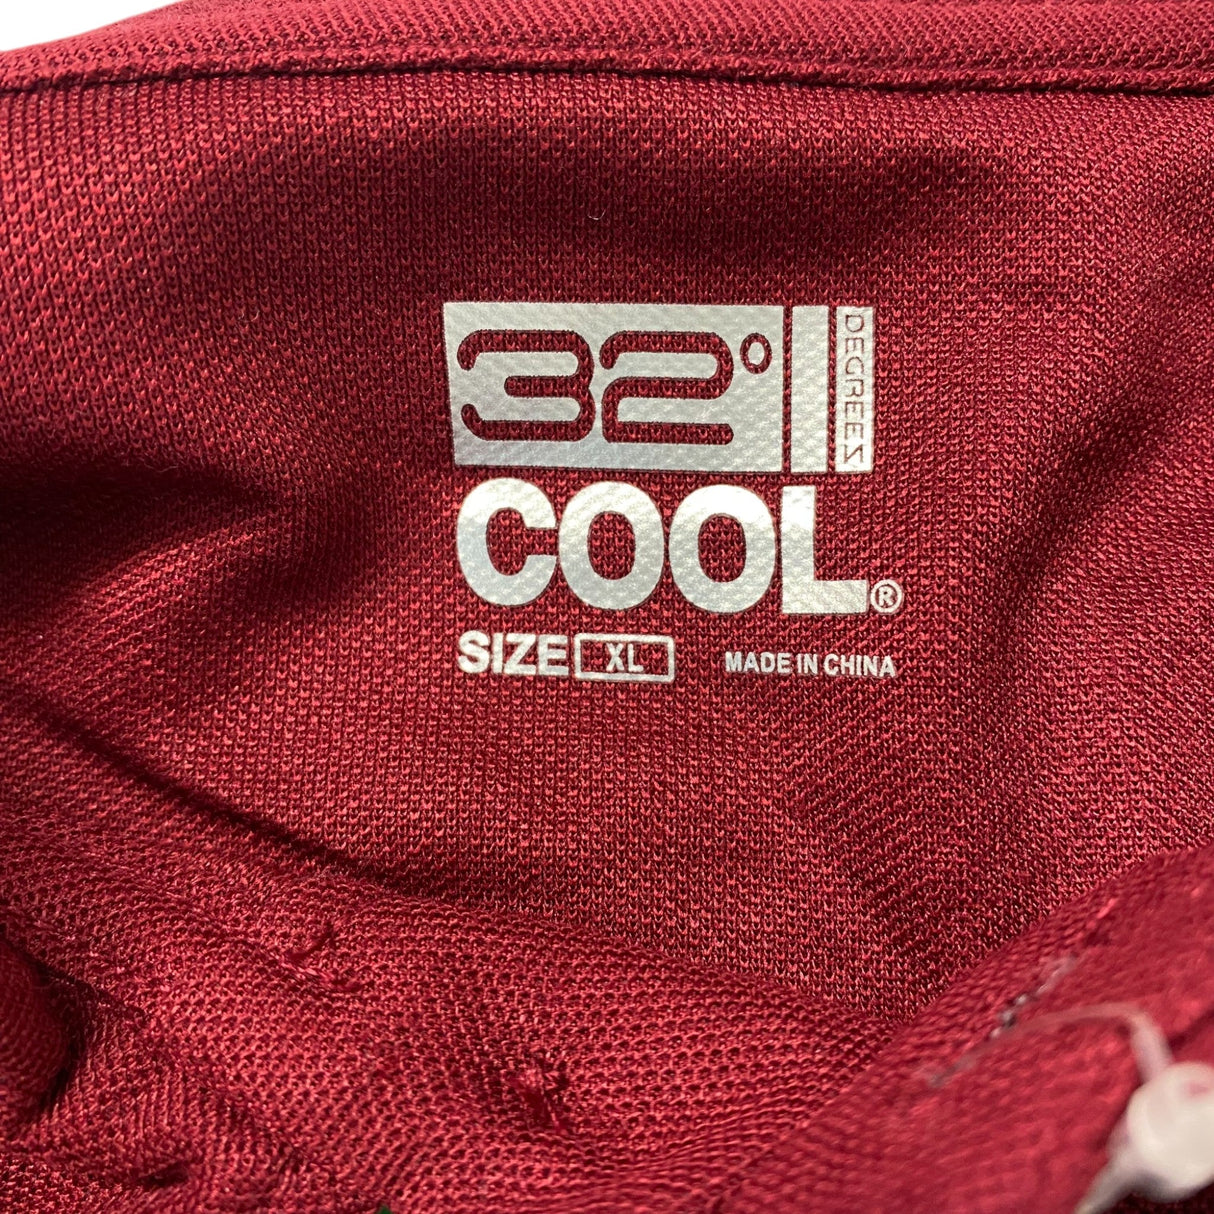 32°
DEGREES
COOL®
SIZE XL
MADE IN CHINA